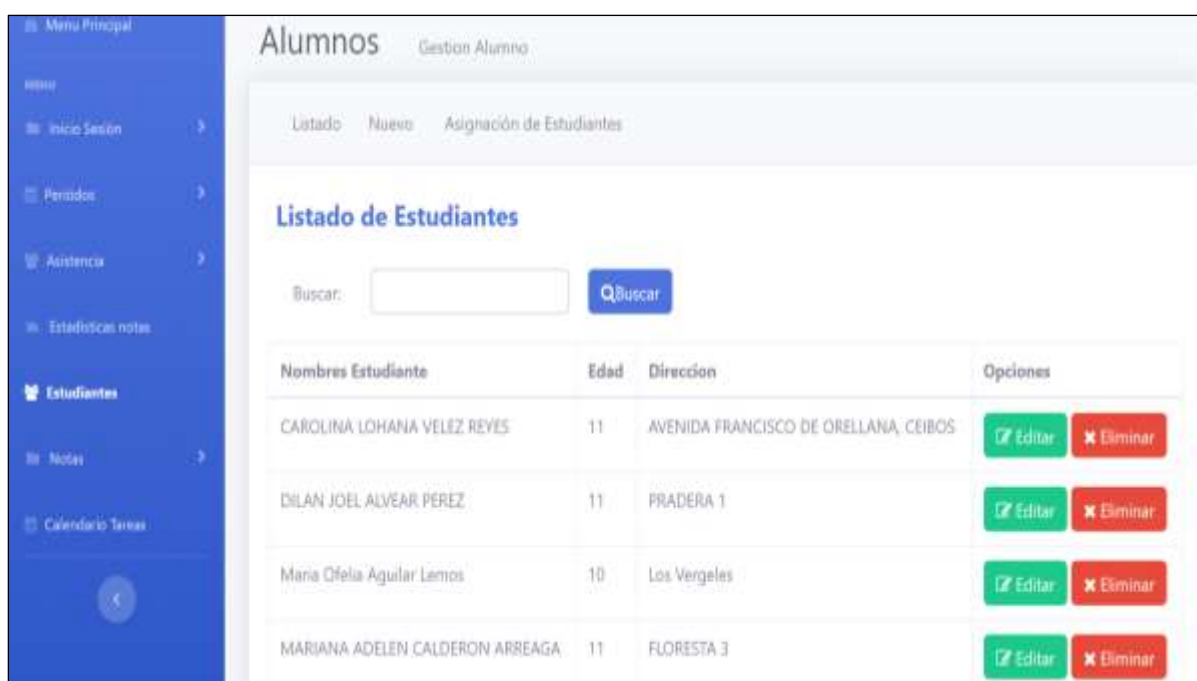 Menu Principal
MENU
Inicio Sesión
Periodos
Asistencia
Estadisticas notas
Estudiantes
Notas
Calendario Tareas
Alumnos Gestion Alumno
Listado Nuevo Asignación de Estudiantes
Listado de Estudiantes
Buscar: Buscar
Nombres Estudiante Edad Direccion Opciones
CAROLINA LOHANA VELEZ REYES 11 AVENIDA FRANCISCO DE ORELLANA, CEIBOS Editar Eliminar
DILAN JOEL ALVEAR PEREZ 11 PRADERA 1 Editar Eliminar
Maria Ofelia Aguilar Lemos 10 Los Vergeles Editar Eliminar
MARIANA ADELEN CALDERON ARREAGA 11 FLORESTA 3 Editar Eliminar